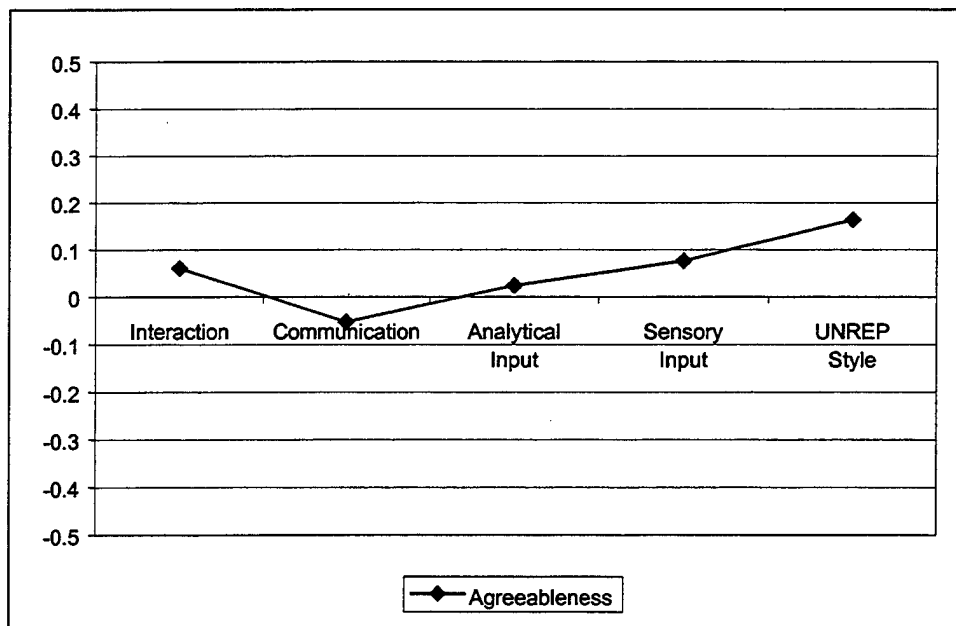 0.5
0.4
0.3
0.2
0.1
0
-0.1
-0.2
-0.3
-0.4
-0.5
Interaction
Communication
Analytical
Input
Sensory
Input
UNREP
Style
Agreeableness